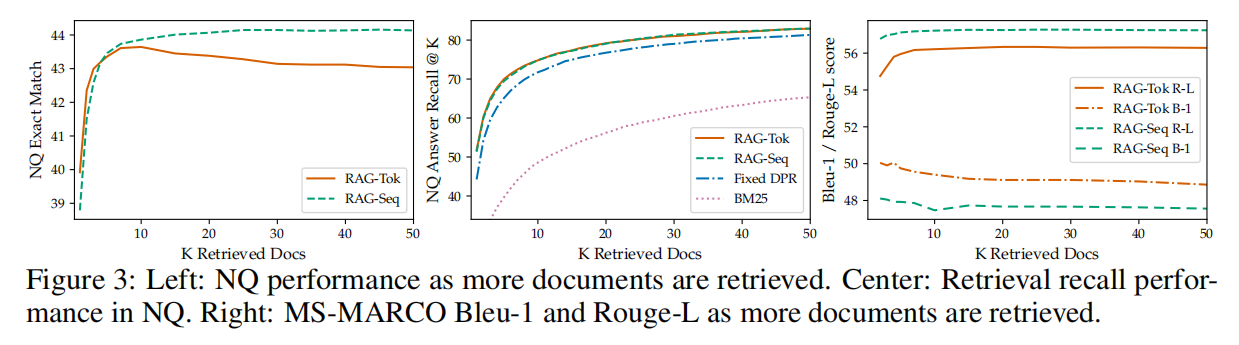 NQ Exact Match
44
43
42
41
40
39
10 20 30 40 50
K Retrieved Docs
RAG-Tok
RAG-Seq
NQ Answer Recall @ K
80
70
60
50
40
10 20 30 40 50
K Retrieved Docs
RAG-Tok
RAG-Seq
Fixed DPR
BM25
Bleu-1 / Rouge-L score
56
54
52
50
48
10 20 30 40 50
K Retrieved Docs
RAG-Tok R-L
RAG-Tok B-1
RAG-Seq R-L
RAG-Seq B-1
Figure 3: Left: NQ performance as more documents are retrieved. Center: Retrieval recall perfor-
mance in NQ. Right: MS-MARCO Bleu-1 and Rouge-L as more documents are retrieved.